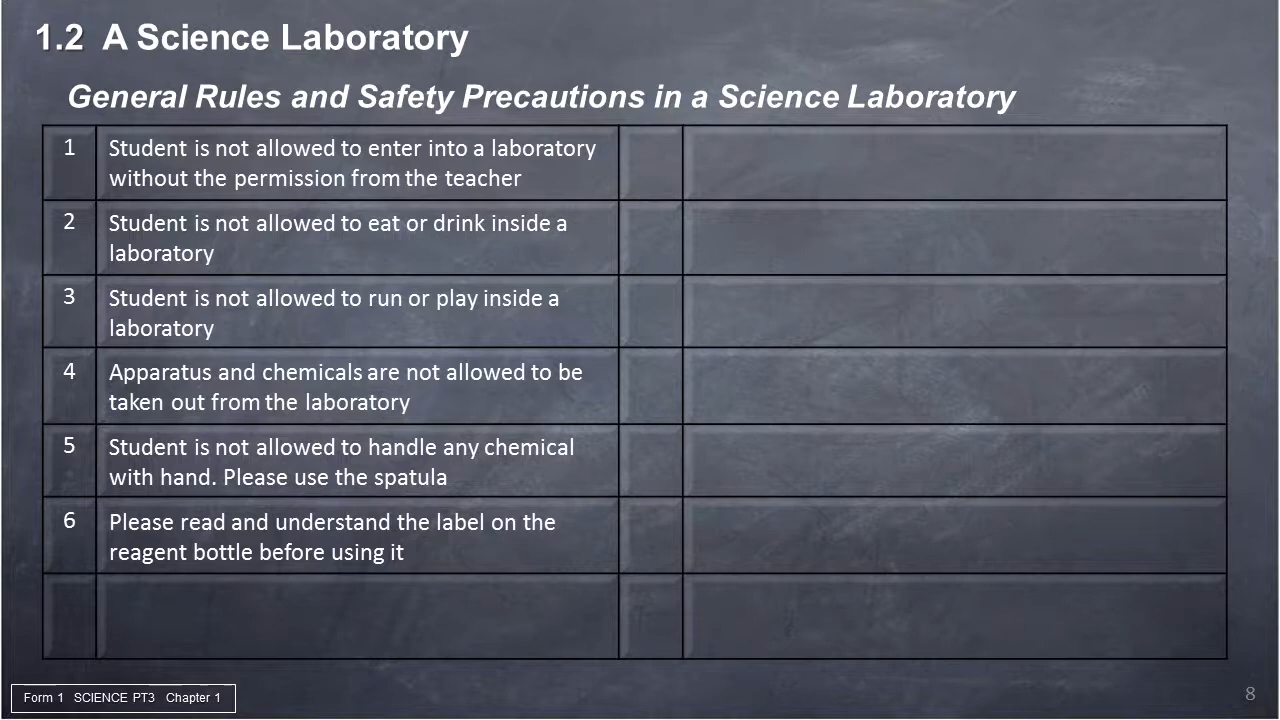 1.2 A Science Laboratory
General Rules and Safety Precautions in a Science Laboratory
1 Student is not allowed to enter into a laboratory
without the permission from the teacher
2 Student is not allowed to eat or drink inside a
laboratory
3 Student is not allowed to run or play inside a
laboratory
4 Apparatus and chemicals are not allowed to be
taken out from the laboratory
5 Student is not allowed to handle any chemical
with hand. Please use the spatula
6 Please read and understand the label on the
reagent bottle before using it
Form 1 SCIENCE PT3 Chapter 1
8